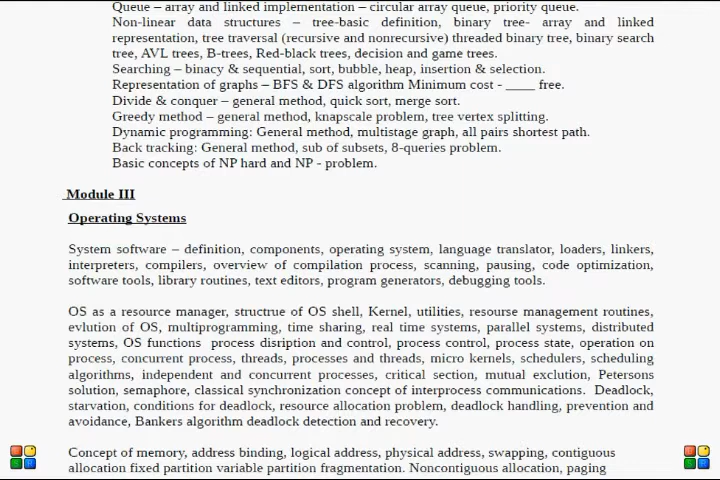 Queue – array and linked implementation – circular array queue, priority queue.
Non-linear data structures – tree-basic definition, binary tree- array and linked
representation, tree traversal (recursive and nonrecursive) threaded binary tree, binary search
tree, AVL trees, B-trees, Red-black trees, decision and game trees.
Searching – binacy & sequential, sort, bubble, heap, insertion & selection.
Representation of graphs – BFS & DFS algorithm Minimum cost - ____ free.
Divide & conquer – general method, quick sort, merge sort.
Greedy method – general method, knapscale problem, tree vertex splitting.
Dynamic programming: General method, multistage graph, all pairs shortest path.
Back tracking: General method, sub of subsets, 8-queries problem.
Basic concepts of NP hard and NP - problem.
Module III
Operating Systems
System software – definition, components, operating system, language translator, loaders, linkers,
interpreters, compilers, overview of compilation process, scanning, pausing, code optimization,
software tools, library routines, text editors, program generators, debugging tools.
OS as a resource manager, structrue of OS shell, Kernel, utilities, resourse management routines,
evlution of OS, multiprogramming, time sharing, real time systems, parallel systems, distributed
systems, OS functions process disription and control, process control, process state, operation on
process, concurrent process, threads, processes and threads, micro kernels, schedulers, scheduling
algorithms, independent and concurrent processes, critical section, mutual exclution, Petersons
solution, semaphore, classical synchronization concept of interprocess communications. Deadlock,
starvation, conditions for deadlock, resource allocation problem, deadlock handling, prevention and
avoidance, Bankers algorithm deadlock detection and recovery.
Concept of memory, address binding, logical address, physical address, swapping, contiguous
allocation fixed partition variable partition fragmentation. Noncontiguous allocation, paging